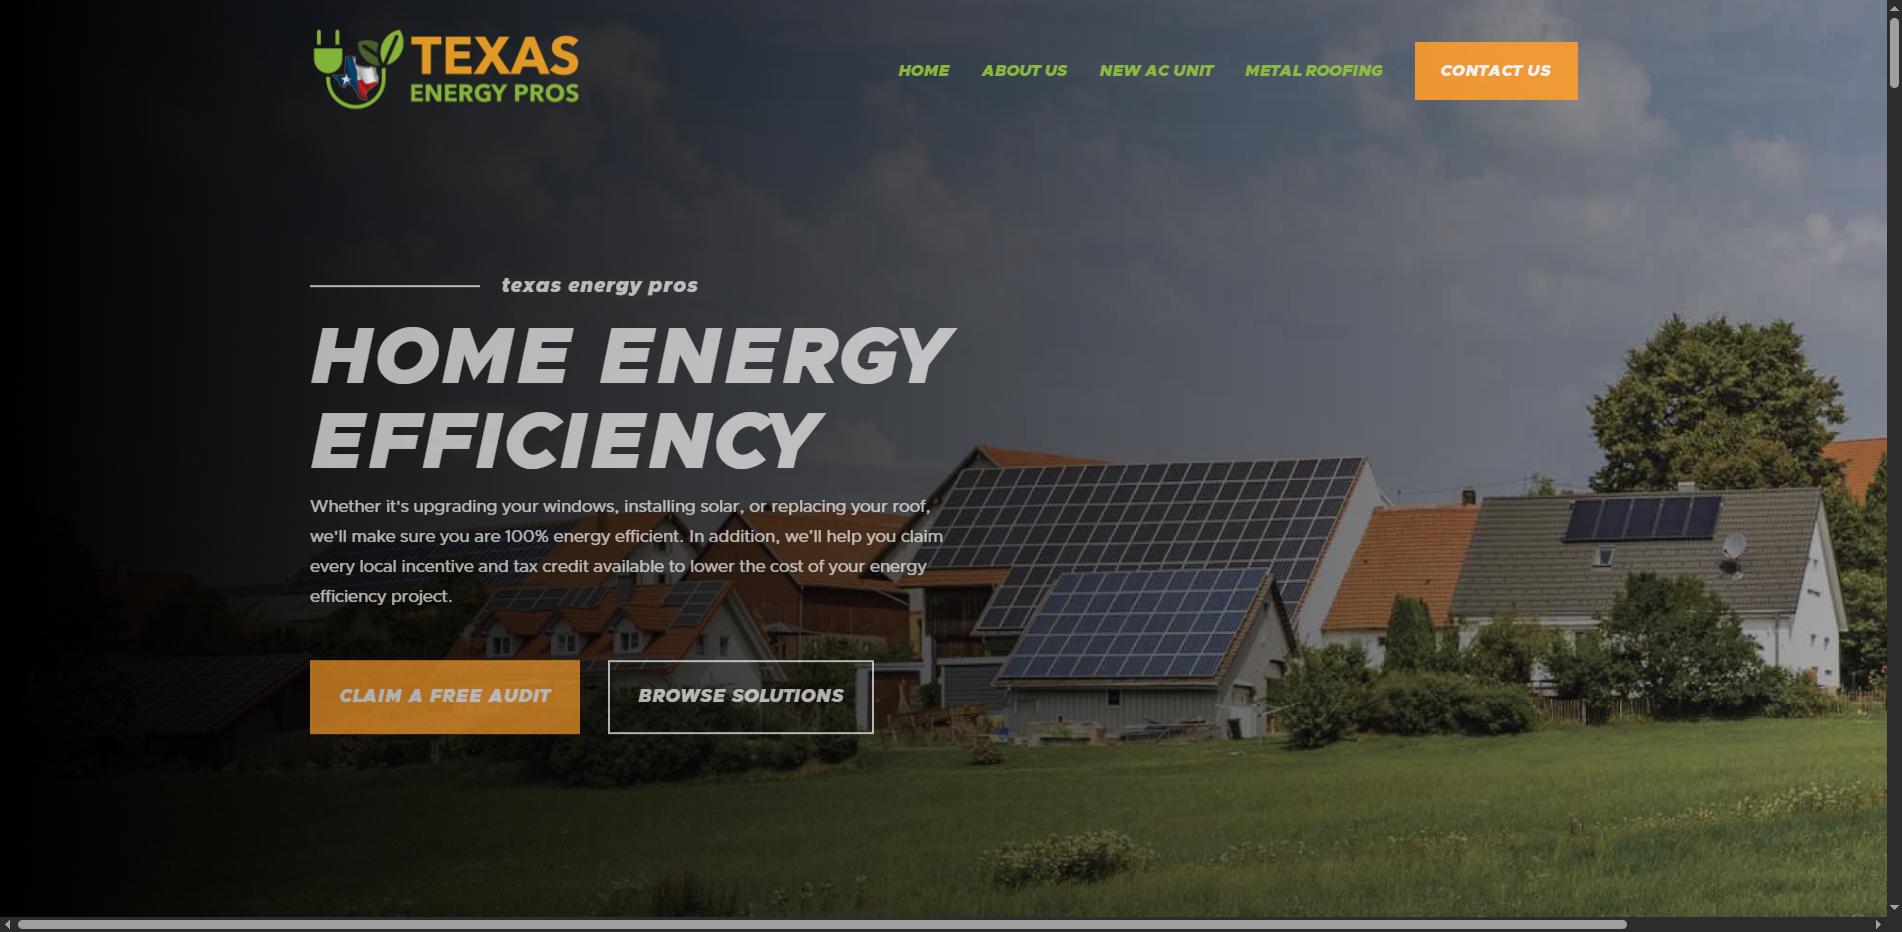 TEXAS
ENERGY PROS
HOME ABOUT US NEW AC UNIT METAL ROOFING CONTACT US
texas energy pros
HOME ENERGY
EFFICIENCY
Whether it's upgrading your windows, installing solar, or replacing your roof,
we'll make sure you are 100% energy efficient. In addition, we’ll help you claim
every local incentive and tax credit available to lower the cost of your energy
efficiency project.
CLAIM A FREE AUDIT BROWSE SOLUTIONS